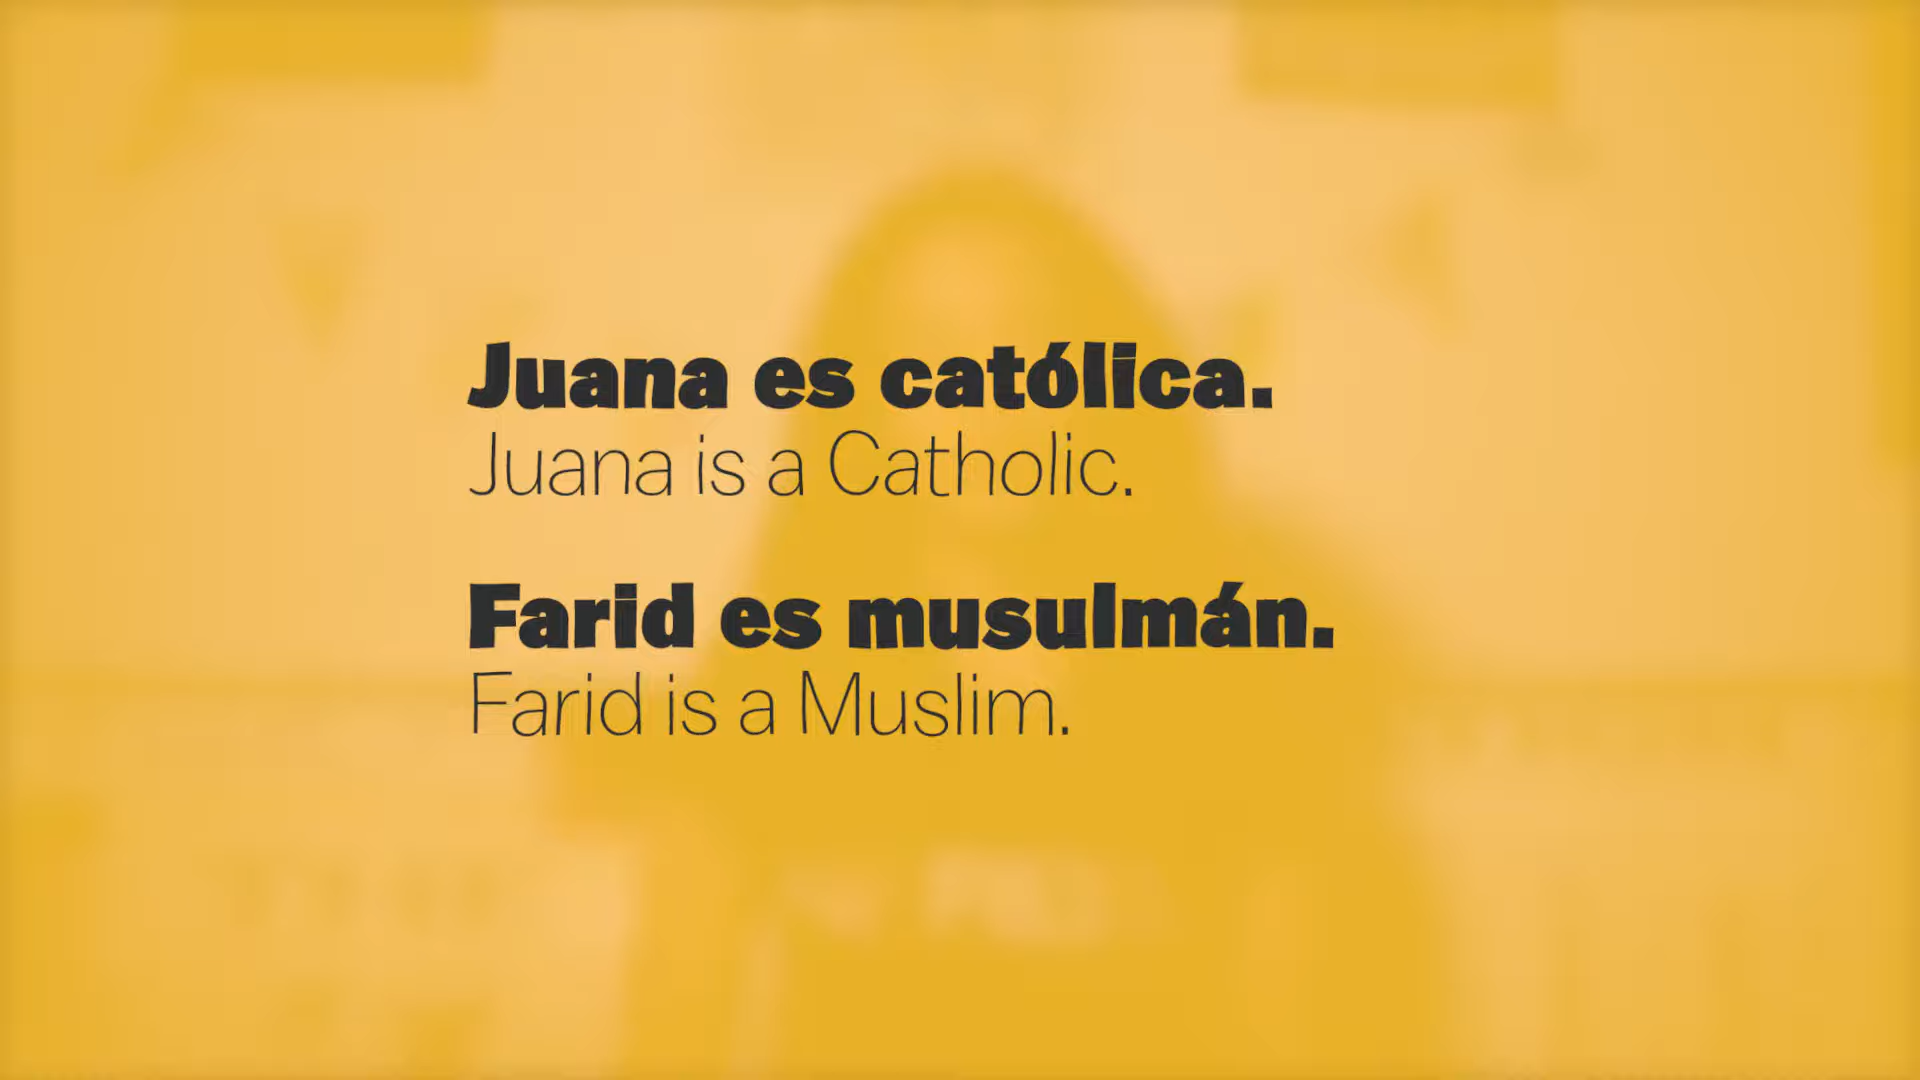 Juana es católica.
Juana is a Catholic.
Farid es musulmán.
Farid is a Muslim.